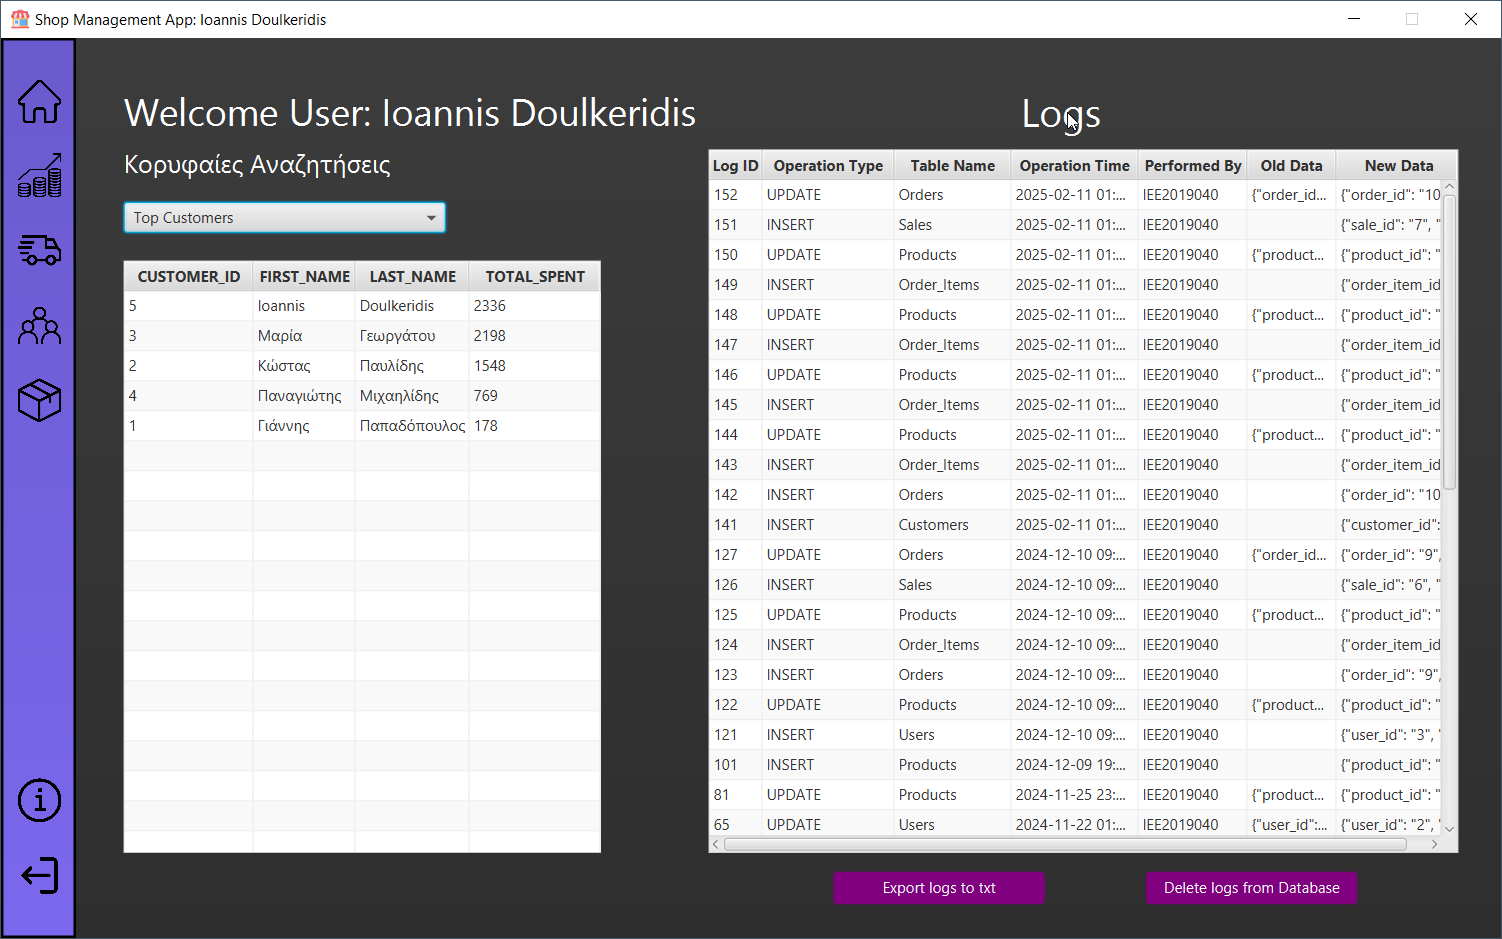 Shop Management App: Ioannis Doulkeridis
Welcome User: Ioannis Doulkeridis
Κορυφαίες Αναζητήσεις
Top Customers
CUSTOMER_ID FIRST_NAME LAST_NAME TOTAL_SPENT
5 Ioannis Doulkeridis 2336
3 Μαρία Γεωργάτου 2198
2 Κώστας Παυλίδης 1548
4 Παναγιώτης Μιχαηλίδης 769
1 Γιάννης Παπαδόπουλος 178
Logs
Log ID Operation Type Table Name Operation Time Performed By Old Data New Data
152 UPDATE Orders 2025-02-11 01:... IEE2019040 {"order_id... {"order_id": "10
151 INSERT Sales 2025-02-11 01:... IEE2019040 {"sale_id": "7", "
150 UPDATE Products 2025-02-11 01:... IEE2019040 {"product... {"product_id": "
149 INSERT Order_Items 2025-02-11 01:... IEE2019040 {"order_item_id
148 UPDATE Products 2025-02-11 01:... IEE2019040 {"product... {"product_id": "
147 INSERT Order_Items 2025-02-11 01:... IEE2019040 {"order_item_id
146 UPDATE Products 2025-02-11 01:... IEE2019040 {"product... {"product_id": "
145 INSERT Order_Items 2025-02-11 01:... IEE2019040 {"order_item_id
144 UPDATE Products 2025-02-11 01:... IEE2019040 {"product... {"product_id": "
143 INSERT Order_Items 2025-02-11 01:... IEE2019040 {"order_item_id
142 INSERT Orders 2025-02-11 01:... IEE2019040 {"order_id": "10
141 INSERT Customers 2025-02-11 01:... IEE2019040 {"customer_id":
127 UPDATE Orders 2024-12-10 09:... IEE2019040 {"order_id... {"order_id": "9",
126 INSERT Sales 2024-12-10 09:... IEE2019040 {"sale_id": "6", "
125 UPDATE Products 2024-12-10 09:... IEE2019040 {"product... {"product_id": "
124 INSERT Order_Items 2024-12-10 09:... IEE2019040 {"order_item_id
123 INSERT Orders 2024-12-10 09:... IEE2019040 {"order_id": "9",
122 UPDATE Products 2024-12-10 09:... IEE2019040 {"product... {"product_id": "
121 INSERT Users 2024-12-10 09:... IEE2019040 {"user_id": "3", "
101 INSERT Products 2024-12-09 19:... IEE2019040 {"product_id": "
81 UPDATE Products 2024-11-25 23:... IEE2019040 {"product... {"product_id": "
65 UPDATE Users 2024-11-22 01:... IEE2019040 {"user_id":... {"user_id": "2", "
Export logs to txt
Delete logs from Database